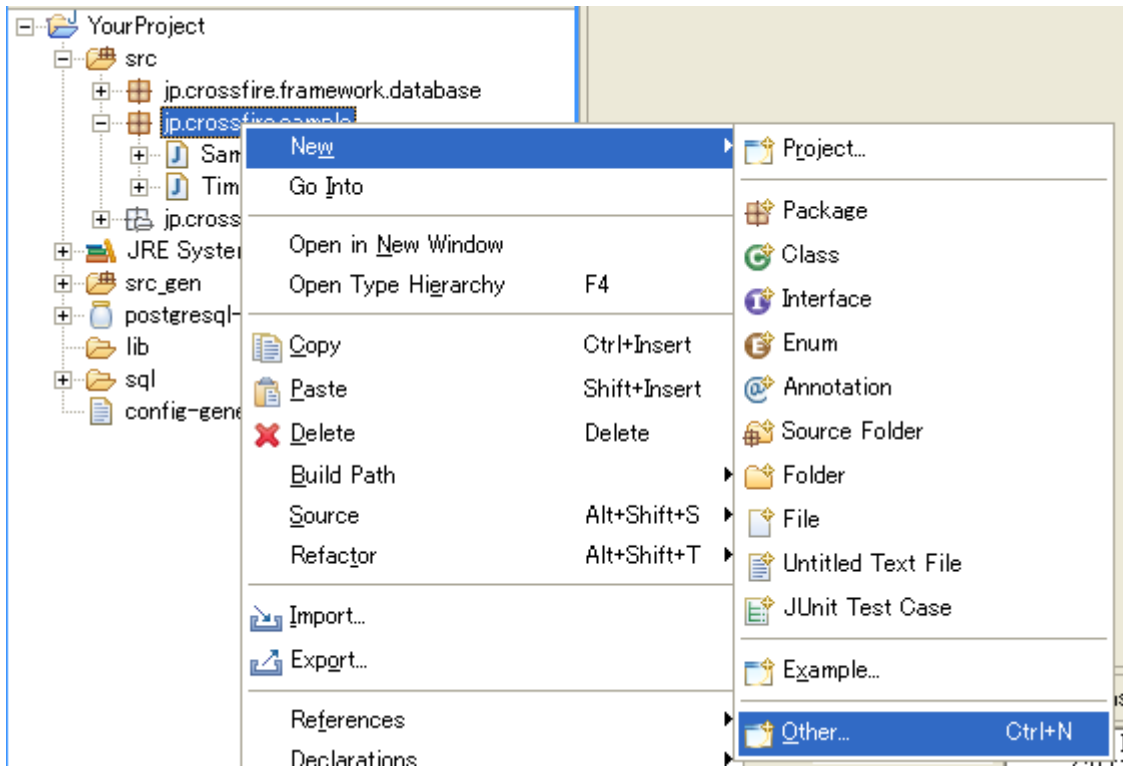 YourProject
src
jp.crossfire.framework.database
jp.crossfire.sample
Sam
Tim
jp.cross
JRE System
src_gen
postgresql-
lib
sql
config-gene
New
Go Into
Open in New Window
Open Type Hierarchy F4
Copy Ctrl+Insert
Paste Shift+Insert
Delete Delete
Build Path
Source Alt+Shift+S
Refactor Alt+Shift+T
Import...
Export...
References
Declarations
Project...
Package
Class
Interface
Enum
Annotation
Source Folder
Folder
File
Untitled Text File
JUnit Test Case
Example...
Other... Ctrl+N